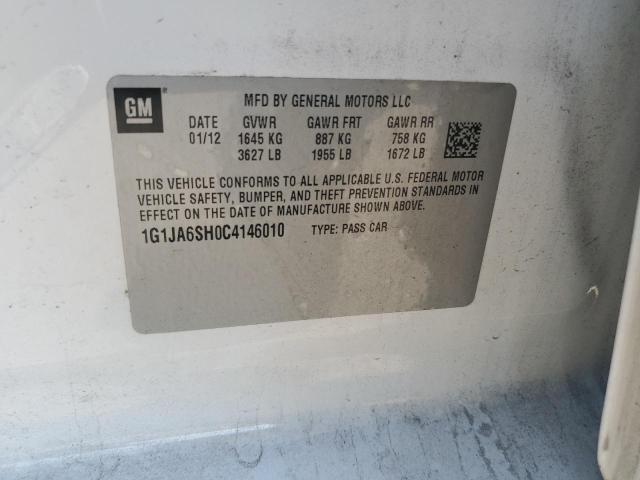 GM
MFD BY GENERAL MOTORS LLC
DATE GVWR GAWR FRT GAWR RR
01/12 1645 KG 887 KG 758 KG
3627 LB 1955 LB 1672 LB
THIS VEHICLE CONFORMS TO ALL APPLICABLE U.S. FEDERAL MOTOR
VEHICLE SAFETY, BUMPER, AND THEFT PREVENTION STANDARDS IN
EFFECT ON THE DATE OF MANUFACTURE SHOWN ABOVE.
1G1JA6SH0C4146010 TYPE: PASS CAR